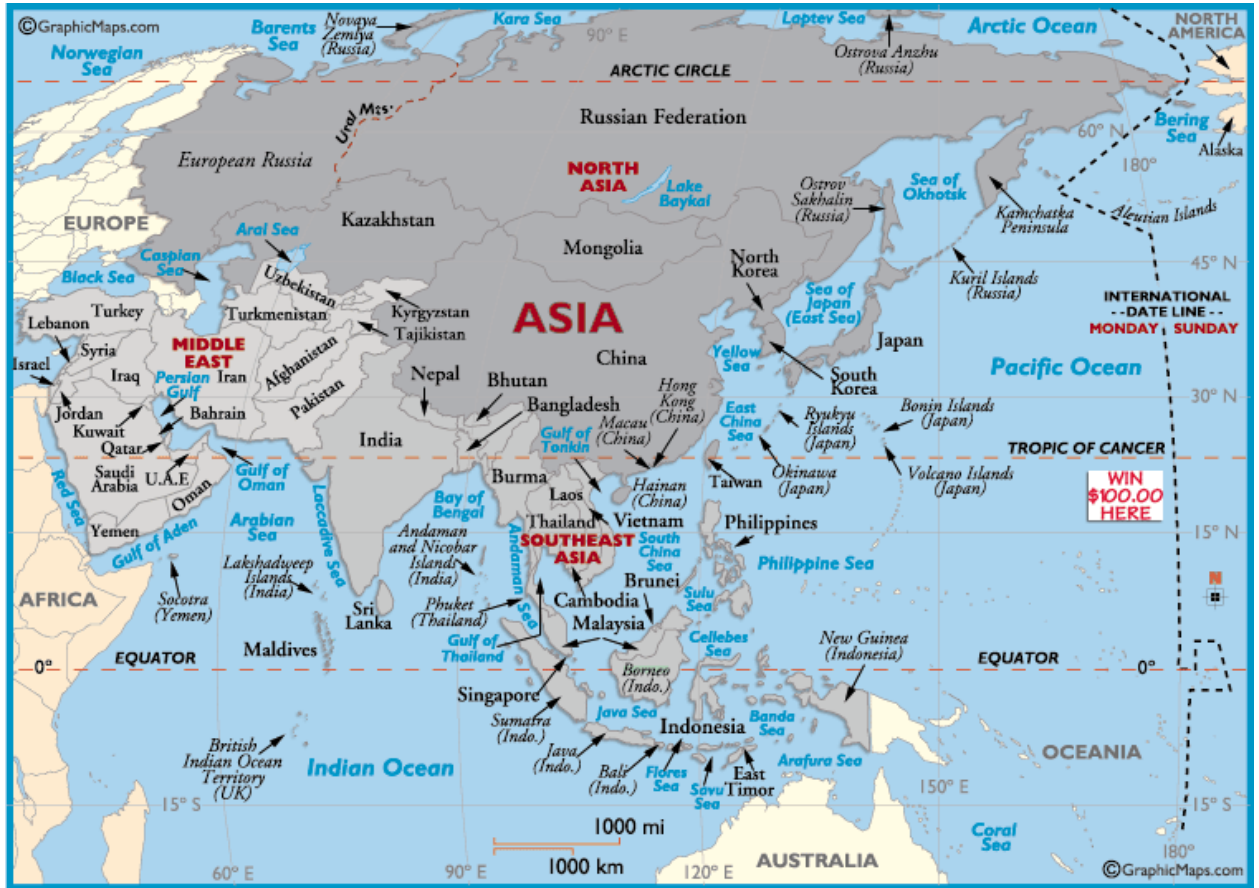 ©GraphicMaps.com
Norwegian
Sea
Barents
Sea
Novaya
Zemlya
(Russia)
Kara Sea
90° E
Laptev Sea
Ostrova Anzhu
(Russia)
Arctic Ocean
NORTH
AMERICA
ARCTIC CIRCLE
Ural Mts.
Russian Federation
60° N
Bering
Sea
Alaska
180°
European Russia
NORTH
ASIA
Lake
Baykal
Ostrov
Sakhalin
(Russia)
Sea of
Okhotsk
Kamchatka
Peninsula
Aleurian Islands
EUROPE
Kazakhstan
Aral Sea
Mongolia
North
Korea
Caspian
Sea
Black Sea
45° N
Kuril Islands
(Russia)
Uzbekistan
Kyrgyzstan
Tajikistan
Turkmenistan
Turkey
Lebanon
Syria
Israel
MIDDLE
EAST
Iraq
Iran
Afghanistan
Pakistan
ASIA
China
Sea of
Japan
(East Sea)
Japan
South
Korea
Yellow
Sea
INTERNATIONAL
-- DATE LINE --
MONDAY
SUNDAY
Pacific Ocean
Persian
Gulf
Jordan
Kuwait
Bahrain
Qatar
Saudi
Arabia
U.A.E
Oman
Yemen
Red Sea
Gulf of Aden
Gulf of
Oman
Arabian
Sea
Nepal
Bhutan
Bangladesh
India
Hong
Kong
(China)
Macau
(China)
East
China
Sea
Ryukyu
Islands
(Japan)
30° N
Bonin Islands
(Japan)
TROPIC OF CANCER
Okinawa
(Japan)
Volcano Islands
(Japan)
Taiwan
Gulf of
Tonkin
Burma
Laos
Hainan
(China)
WIN
$100.00
HERE
Laccadive Sea
Bay of
Bengal
Thailand
Vietnam
SOUTHEAST
ASIA
South
China
Sea
Philippines
15° N
Philippine Sea
Andaman
and Nicobar
Islands
(India)
Andaman Sea
Lakshadweep
Islands
(India)
Brunei
Sulu
Sea
AFRICA
Socotra
(Yemen)
Sri
Lanka
Phuket
(Thailand)
Cambodia
Malaysia
Gulf of
Thailand
Maldives
Cellebes
Sea
New Guinea
(Indonesia)
N
0°
EQUATOR
EQUATOR
0°
Borneo
(Indo.)
Singapore
Sumatra
(Indo.)
Java Sea
Indonesia
Banda
Sea
British
Indian Ocean
Territory
(UK)
Indian Ocean
Java
(Indo.)
Bali
(Indo.)
Flores
Sea
Savu
Sea
East
Timor
Arafura Sea
OCEANIA
15° S
150° E
15° S
1000 mi
1000 km
Coral
Sea
60° E
90° E
120° E
AUSTRALIA
180°
©GraphicMaps.com